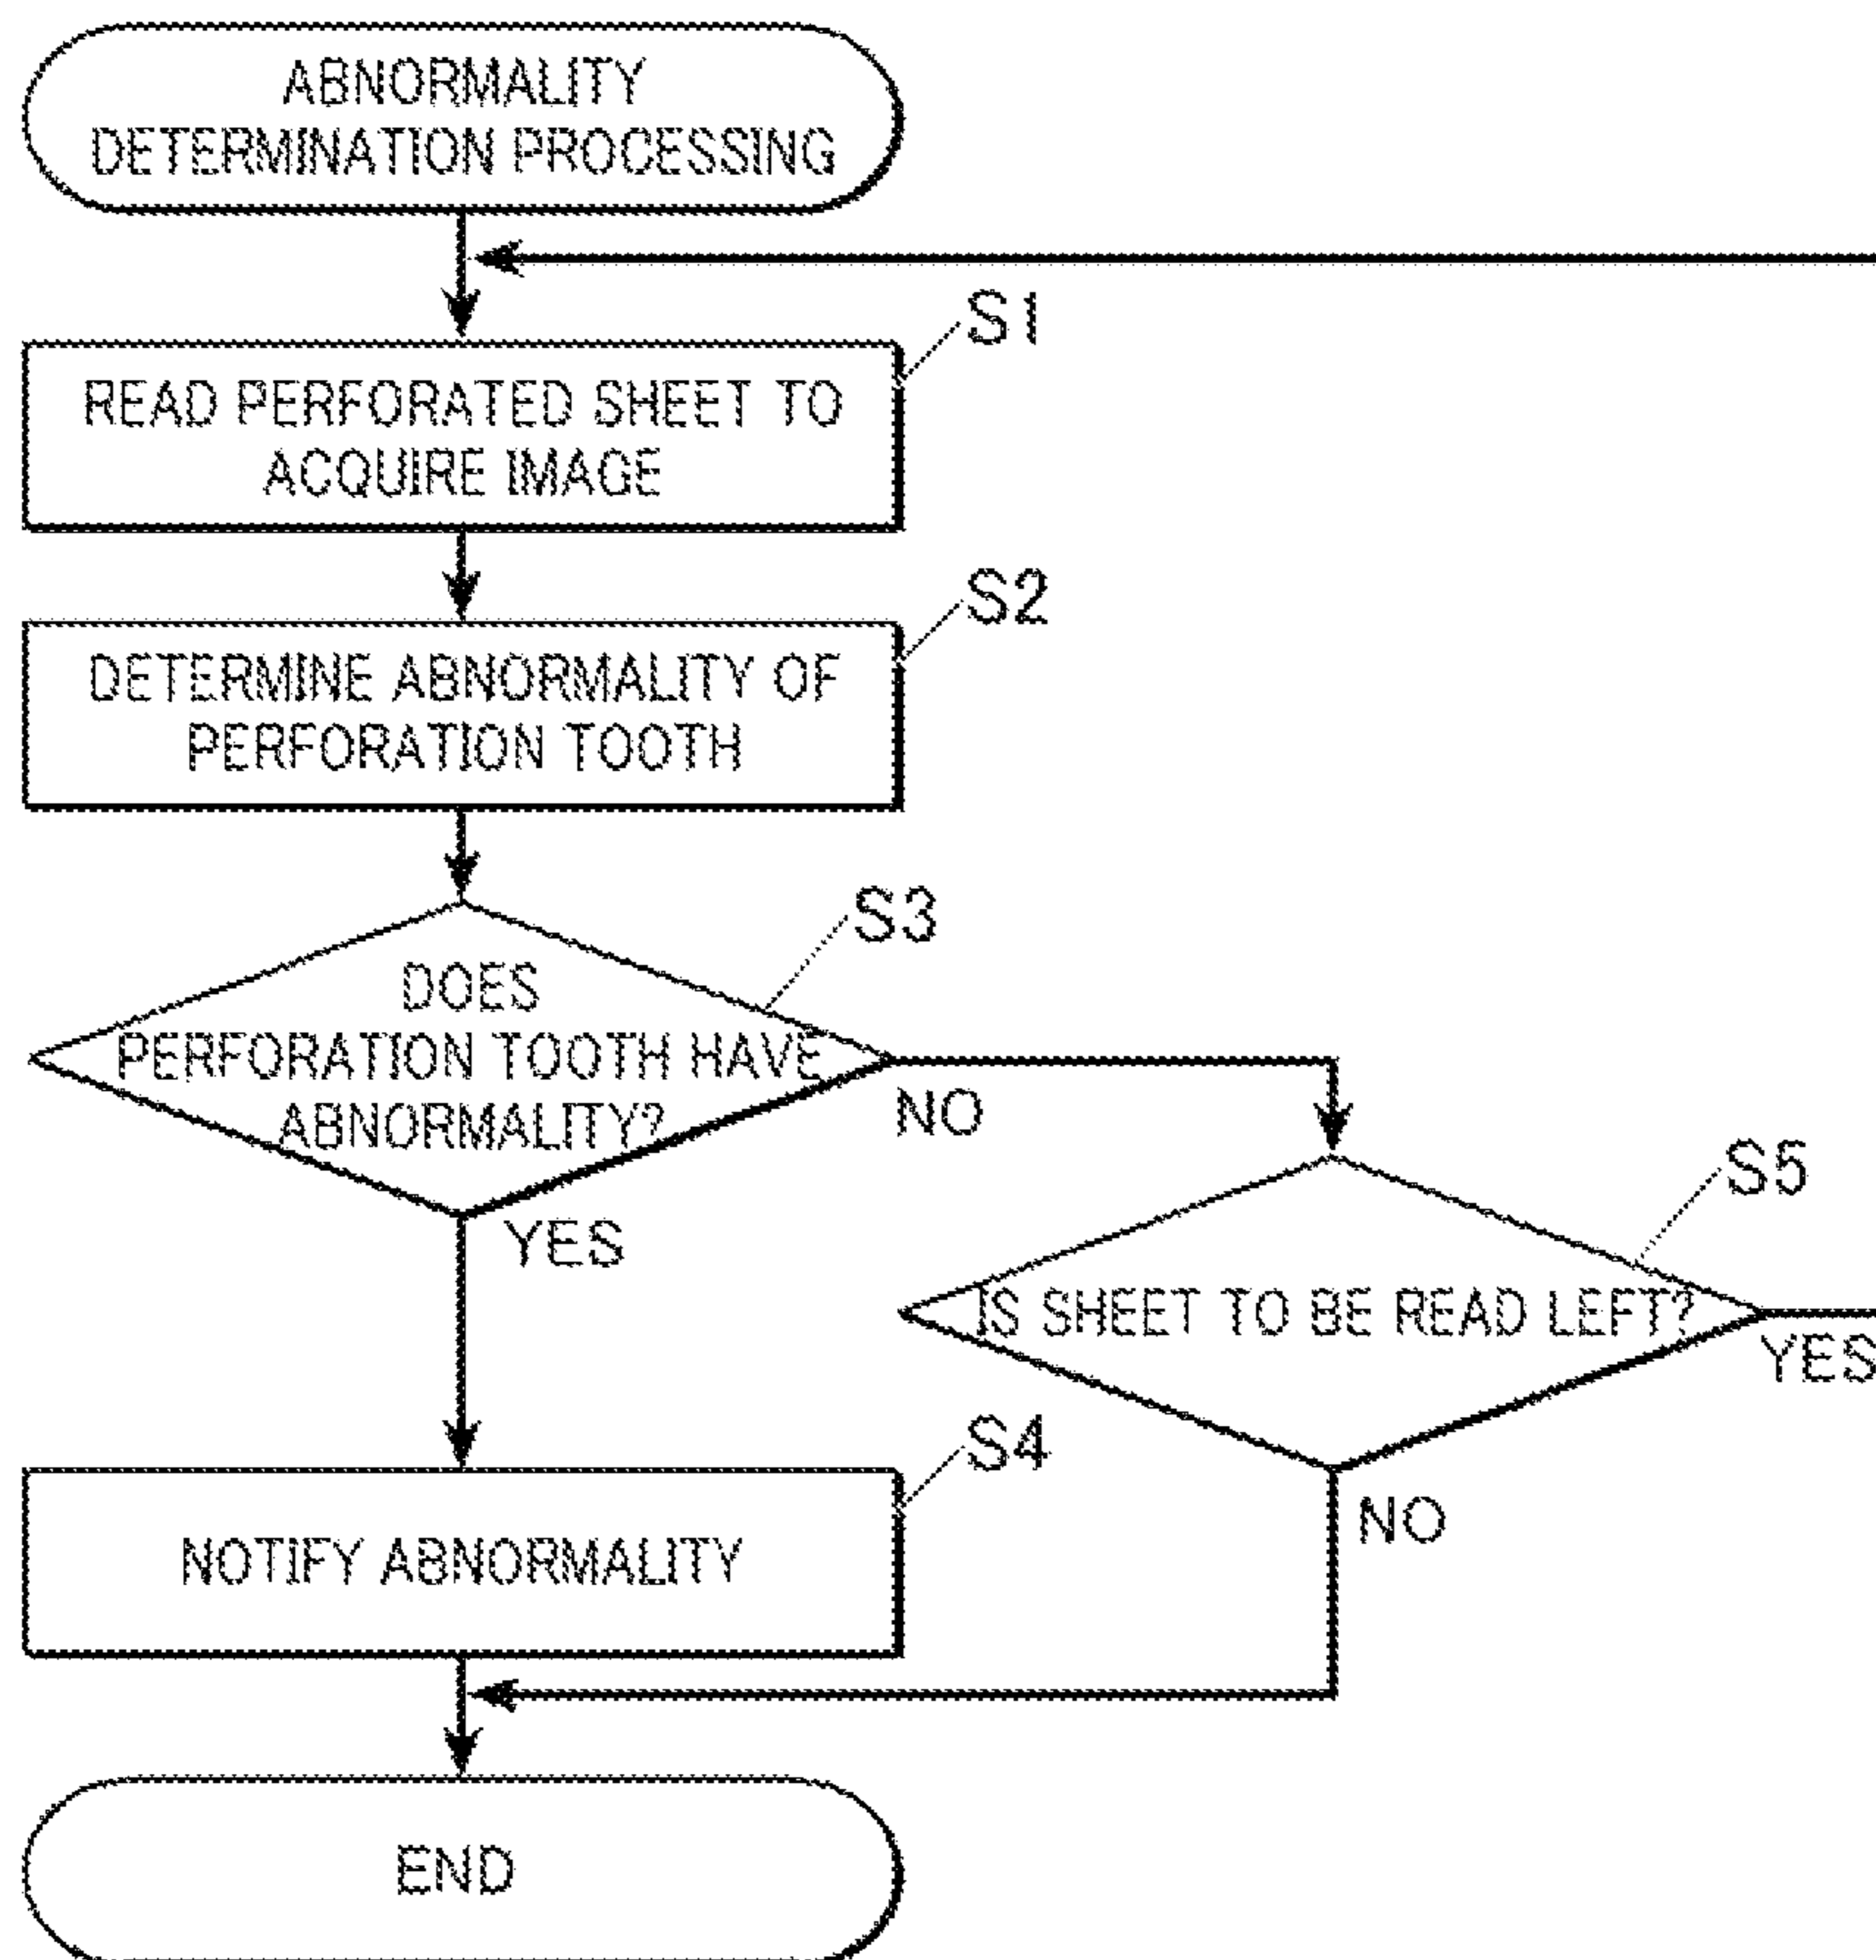 ABNORMALITY
DETERMINATION PROCESSING
S1
READ PERFORATED SHEET TO
ACQUIRE IMAGE
S2
DETERMINE ABNORMALITY OF
PERFORATION TOOTH
S3
DOES
PERFORATION TOOTH HAVE
ABNORMALITY?
NO
YES
S5
IS SHEET TO BE READ LEFT?
YES
NO
S4
NOTIFY ABNORMALITY
END